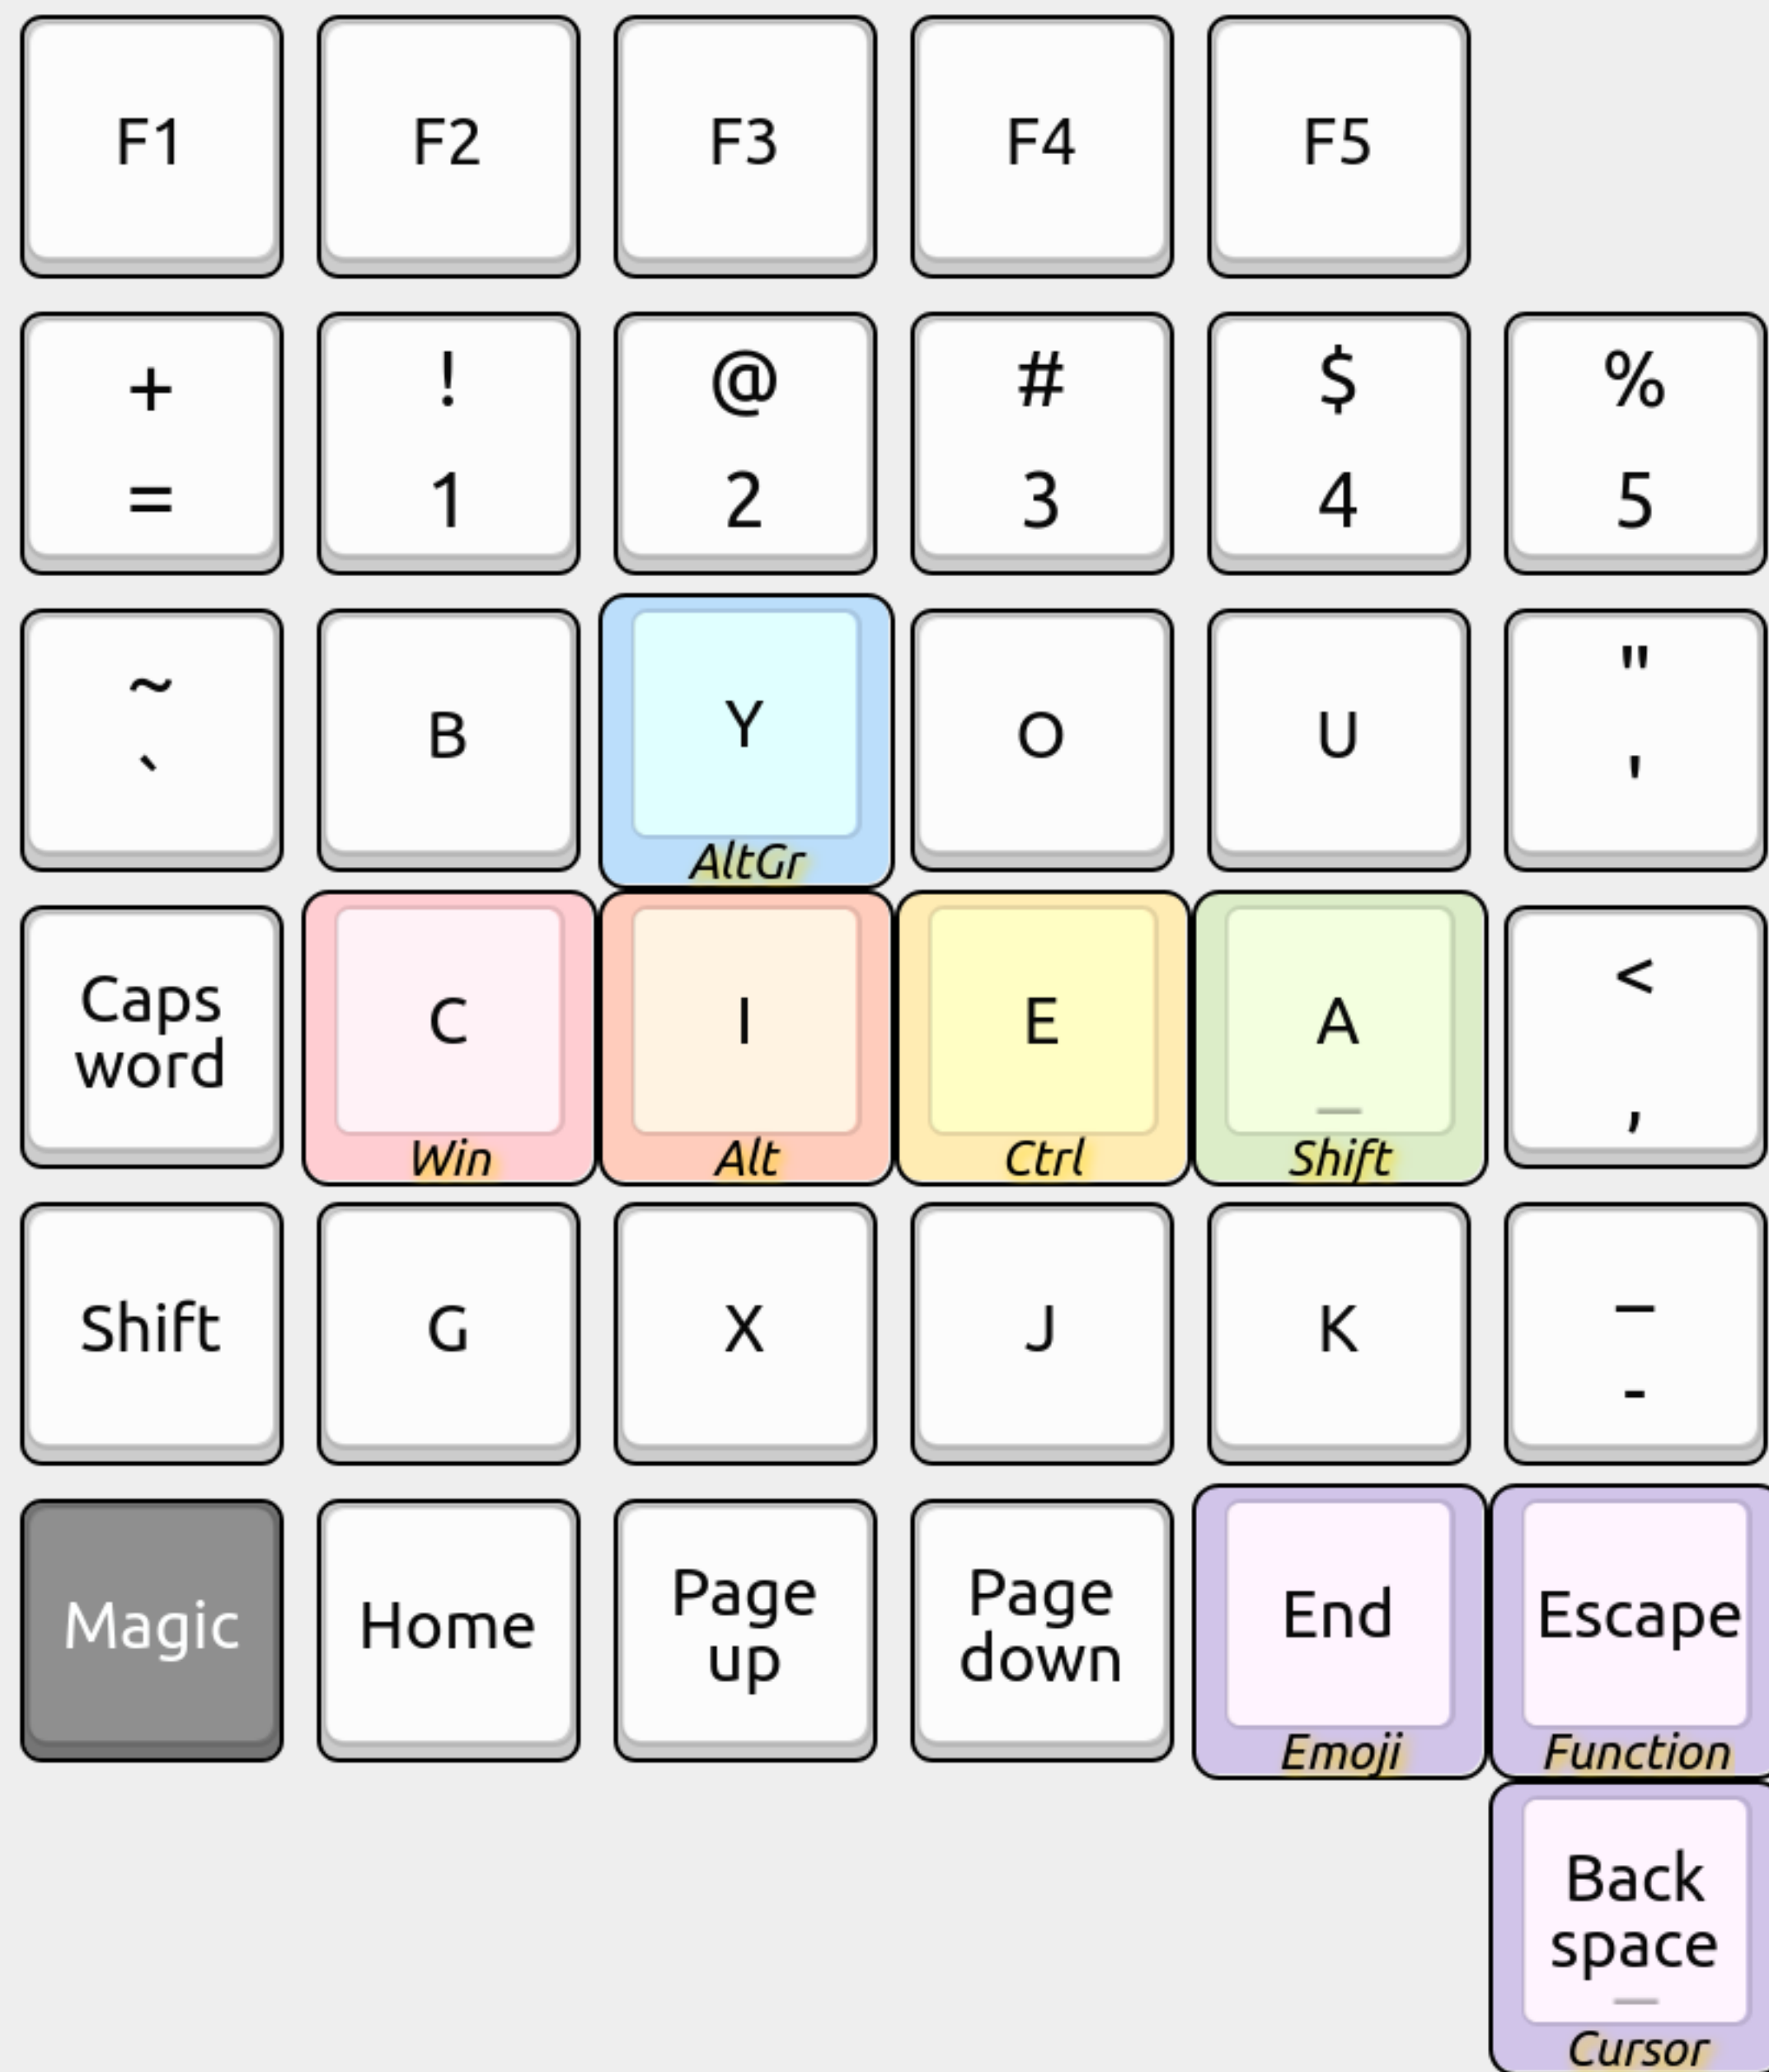 F1 F2 F3 F4 F5
+ ! @ # $ %
= 1 2 3 4 5
~ B Y O U "
` '
AltGr
Caps C I E A <
word ,
Win Alt Ctrl Shift
Shift G X J K _
-
Magic Home Page Page End Escape
up down
Emoji Function
Back
space
Cursor